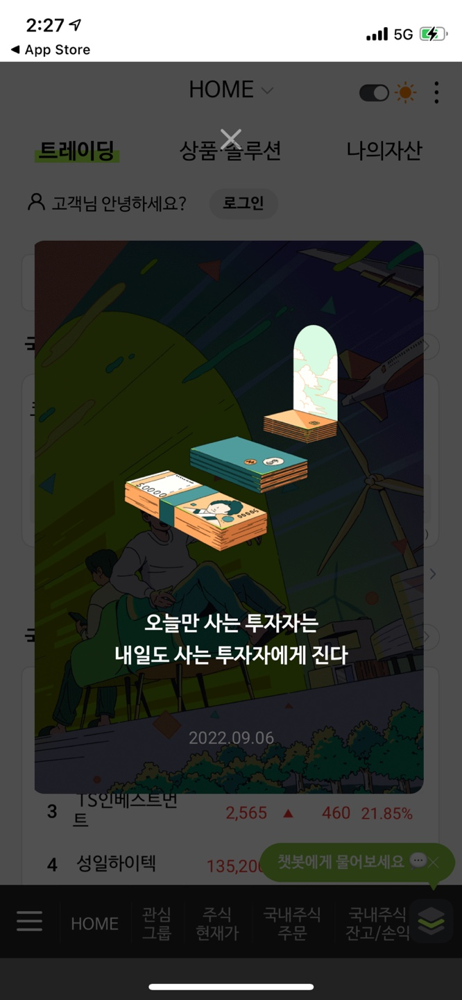 2:27
5G
◀ App Store
HOME
트레이딩
상품·솔루션
나의자산
고객님 안녕하세요?
로그인
오늘만 사는 투자자는
내일도 사는 투자자에게 진다
2022.09.06
3 TS인베스트먼트 2,565 ▲ 460 21.85%
4 성일하이텍
챗봇에게 물어보세요
HOME
관심
그룹
주식
현재가
국내주식
주문
국내주식
잔고/손익